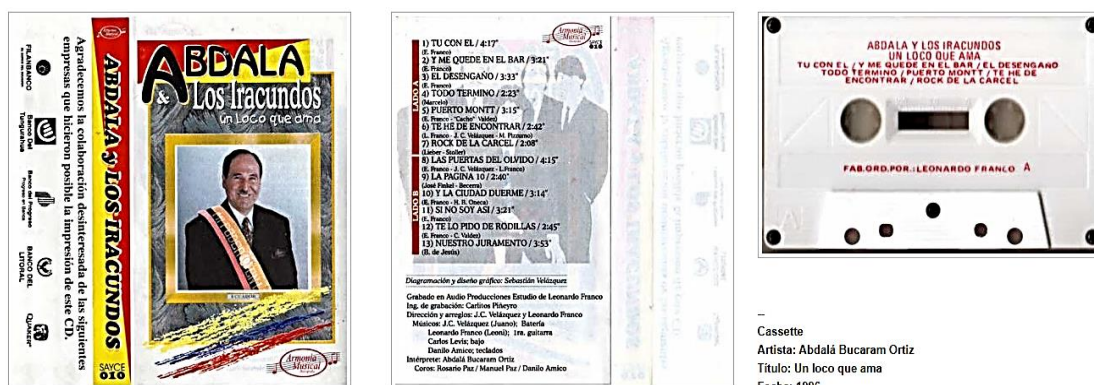 Armonía
Musical
ABDALA
& Los Iracundos
un Loco que ama
ECUADOR
Armonía
Musical
ABDALA y LOS IRACUNDOS
SAYCE
010
Agradecemos la colaboración desinteresada de las siguientes
empresas que hicieron posible la impresión de este CD.
FILANBANCO
Banco Del
Tungurahua
Banco del Progreso
BANCO DEL
LITORAL
QUAKER
Armonía
Musical
SAYCE
010
LADO A
1) TU CON EL / 4:17"
(E. Franco)
2) Y ME QUEDE EN EL BAR / 3:21"
(E. Franco)
3) EL DESENGAÑO / 3:33"
(E. Franco)
4) TODO TERMINO / 2:23"
(Marcelo)
5) PUERTO MONTT / 3:15"
(E. Franco - "Cacho" Valdez)
6) TE HE DE ENCONTRAR / 2:42"
(L. Franco - J. C. Velázquez - M. Pizzurno)
7) ROCK DE LA CARCEL / 2:08"
(Lieber - Stoller)
LADO B
8) LAS PUERTAS DEL OLVIDO / 4:15"
(E. Franco - J. C. Velázquez - L.Franco)
9) LA PAGINA 10 / 2:40"
(José Finkel - Becerra)
10) Y LA CIUDAD DUERME / 3:14"
(E. Franco - H. R. Oneca)
11) SI NO SOY ASI / 3:21"
(E. Franco)
12) TE LO PIDO DE RODILLAS / 2:45"
(E. Franco - C. Valdez)
13) NUESTRO JURAMENTO / 3:53"
(B. de Jesús)
Diagramación y diseño gráfico: Sebastián Velázquez
Grabado en Audio Producciones Estudio de Leonardo Franco
Ing. de grabación: Carlinos Piñeyro
Dirección y arreglos: J.C. Velázquez y Leonardo Franco
Músicos: J.C. Velázquez (Juano); Batería
Leonardo Franco (Leoni); 1ra. guitarra
Carlos Levis; bajo
Danilo Amico; teclados
Intérprete: Abdalá Bucaram Ortiz
Coros: Rosario Paz / Manuel Paz / Danilo Amico
ABDALA Y LOS IRACUNDOS
UN LOCO QUE AMA
TU CON EL / Y ME QUEDE EN EL BAR / EL DESENGAÑO
TODO TERMINO / PUERTO MONTT / TE HE DE
ENCONTRAR / ROCK DE LA CARCEL
FAB.ORD.POR.: LEONARDO FRANCO A
–
Cassette
Artista: Abdalá Bucaram Ortiz
Título: Un loco que ama